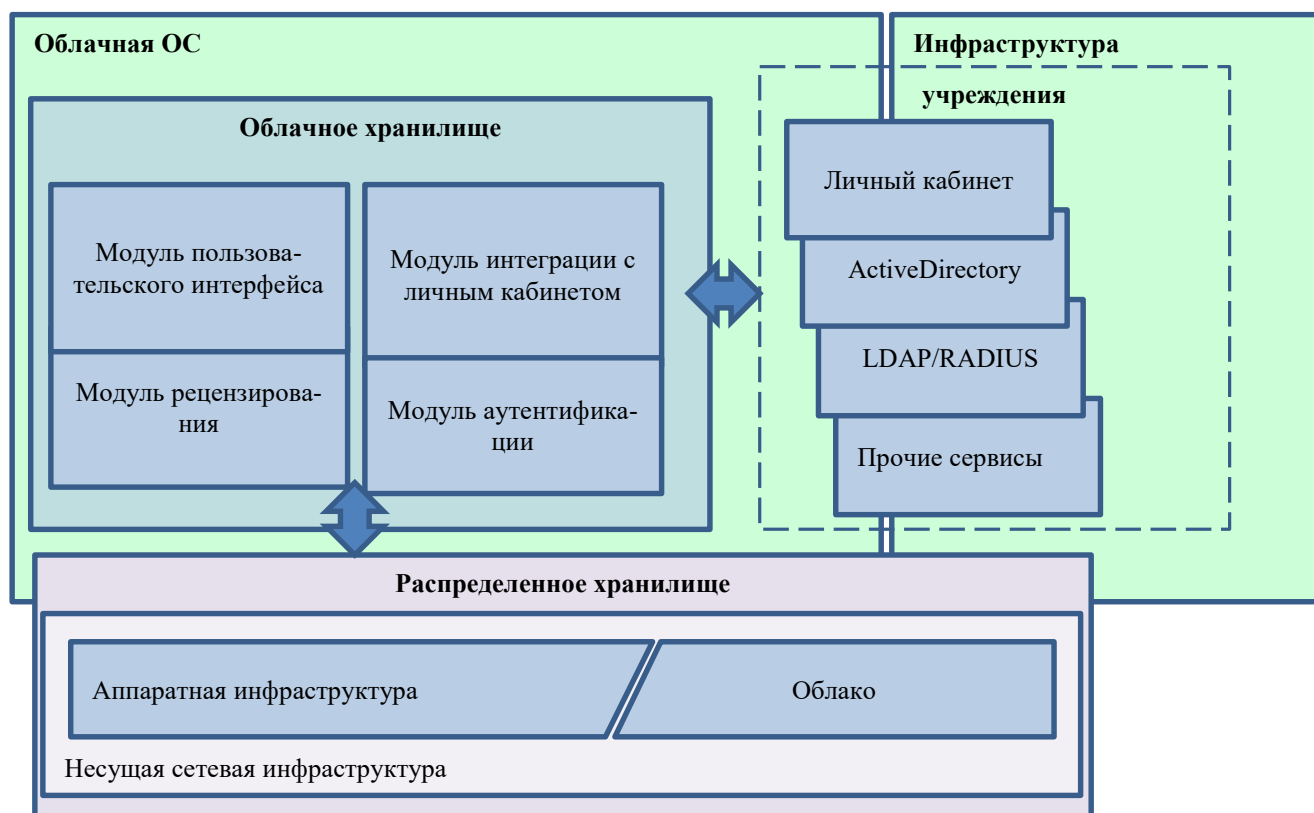 Облачная ОС
Инфраструктура
учреждения
Облачное хранилище
Модуль пользова-
тельского интерфейса
Модуль интеграции с
личным кабинетом
Модуль рецензирова-
ния
Модуль аутентифика-
ции
Личный кабинет
ActiveDirectory
LDAP/RADIUS
Прочие сервисы
Распределенное хранилище
Аппаратная инфраструктура
Облако
Несущая сетевая инфраструктура